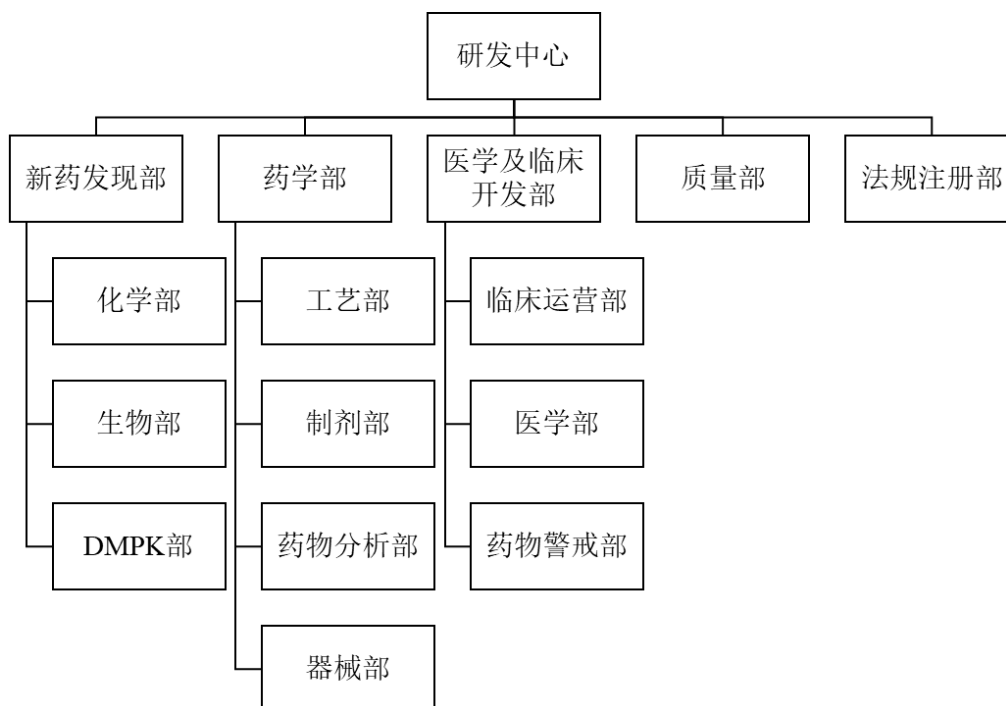 研发中心
新药发现部
药学部
医学及临床
开发部
质量部
法规注册部
化学部
工艺部
临床运营部
生物部
制剂部
医学部
DMPK部
药物分析部
药物警戒部
器械部